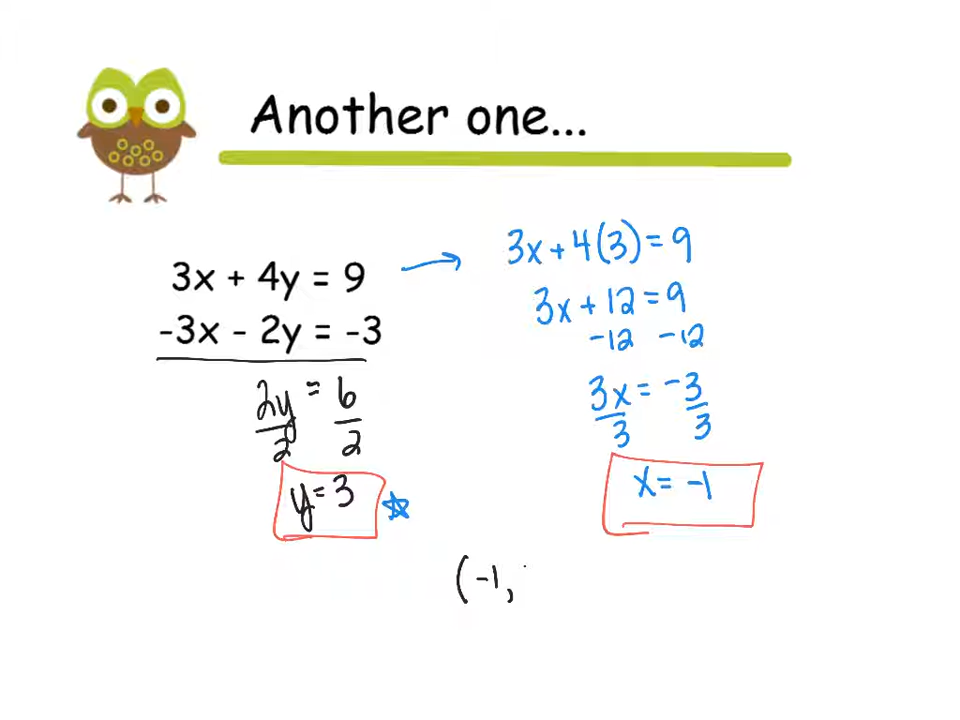 Another one...
3x + 4y = 9
-3x - 2y = -3
2y = 6
2 2
y = 3
3x + 4(3) = 9
3x + 12 = 9
-12 -12
3x = -3
3 3
x = -1
(-1,